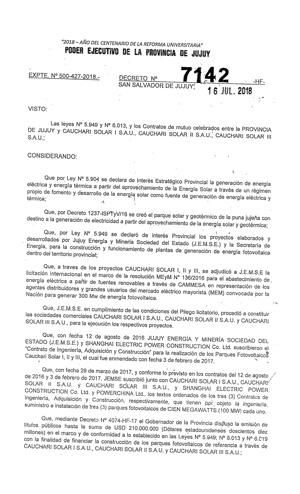 "2018 – AÑO DEL CENTENARIO DE LA REFORMA UNIVERSITARIA"
PODER EJECUTIVO DE LA PROVINCIA DE JUJUY
EXPTE. Nº 500-427-2018.-
DECRETO Nº 7142 -HF-
SAN SALVADOR DE JUJUY, 16 JUL. 2018
VISTO:
Las leyes Nº 5.949 y Nº 6.013, y los Contratos de mutuo celebrados entre la PROVINCIA
DE JUJUY y CAUCHARI SOLAR I S.A.U., CAUCHARI SOLAR II S.A.U., CAUCHARI SOLAR III
S.A.U.;
CONSIDERANDO:
Que por Ley Nº 5.904 se declara de Interés Estratégico Provincial la generación de energía
eléctrica y energía térmica a partir del aprovechamiento de la Energía Solar a través de un régimen
propio de fomento y desarrollo de la energía solar como fuente de generación de energía eléctrica y
térmica;
Que, por Decreto 1237-ISPTyV/16 se creó el parque solar y geotérmico de la puna jujeña con
destino a la generación de electricidad a partir del aprovechamiento de la energía solar y geotérmica;
Que, por Ley Nº 5.949 se declaró de Interés Provincial los proyectos elaborados y
desarrollados por Jujuy Energía y Minería Sociedad del Estado (J.E.M.S.E.) y la Secretaría de
Energía, para la construcción y funcionamiento de plantas de generación de energía fotovoltaica
dentro del territorio provincial;
Que, a través de los proyectos CAUCHARI SOLAR I, II y III, se adjudicó a J.E.M.S.E la
licitación internacional en el marco de la resolución MEyM Nº 136/2016 para el abastecimiento de
energía eléctrica a partir de fuentes renovables a través de CAMMESA en representación de los
agentes distribuidores y grandes usuarios del mercado eléctrico mayorista (MEM) convocada por la
Nación para generar 300 Mw de energía fotovoltaica.
Que, J.E.M.S.E. en cumplimiento de las condiciones del Pliego licitatorio, procedió a constituir
las sociedades comerciales CAUCHARI SOLAR I S.A.U., CAUCHARI SOLAR II S.A.U. y CAUCHARI
SOLAR III S.A.U. para la ejecución los respectivos proyectos.
Que, con fecha 12 de agosto de 2016 JUJUY ENERGÍA Y MINERÍA SOCIEDAD DEL
ESTADO (J.E.M.S.E.) y SHANGHAI ELECTRIC POWER CONSTRUCTION Co. Ltd. suscribieron el
"Contrato de Ingeniería, Adquisición y Construcción" para la realización de los Parques Fotovoltaicos
Cauchari Solar I, II y III, el cual fue enmendado con fecha 3 de febrero de 2017.
Que, con fecha 29 de marzo de 2017, y conforme lo previsto en los contratos del 12 de agosto
de 2016 y 3 de febrero de 2017, JEMSE suscribió junto con CAUCHARI SOLAR I S.A.U., CAUCHARI
SOLAR II S.A.U. y CAUCHARI SOLAR III S.A.U., y SHANGHAI ELECTRIC POWER
CONSTRUCTION Co. Ltd. y POWERCHINA Ltd., los textos ordenados de los tres (3) Contratos de
Ingeniería, Adquisición y Construcción, respectivamente, que tienen por objeto la ingeniería,
suministro e instalación de tres (3) parques fotovoltaicos de CIEN MEGAWATTS (100 MW) cada uno.
Que, mediante Decreto Nº 4074-HF-17 el Gobernador de la Provincia dispuso la emisión de
títulos públicos hasta la suma de USD 210.000.000 (Dólares estadounidenses doscientos diez
millones) en el marco y de conformidad a lo establecido en las Leyes Nº 5.949, Nº 6.013 y Nº 6.019
con la finalidad de financiar la construcción de los parques fotovoltaicos de referencia a través de